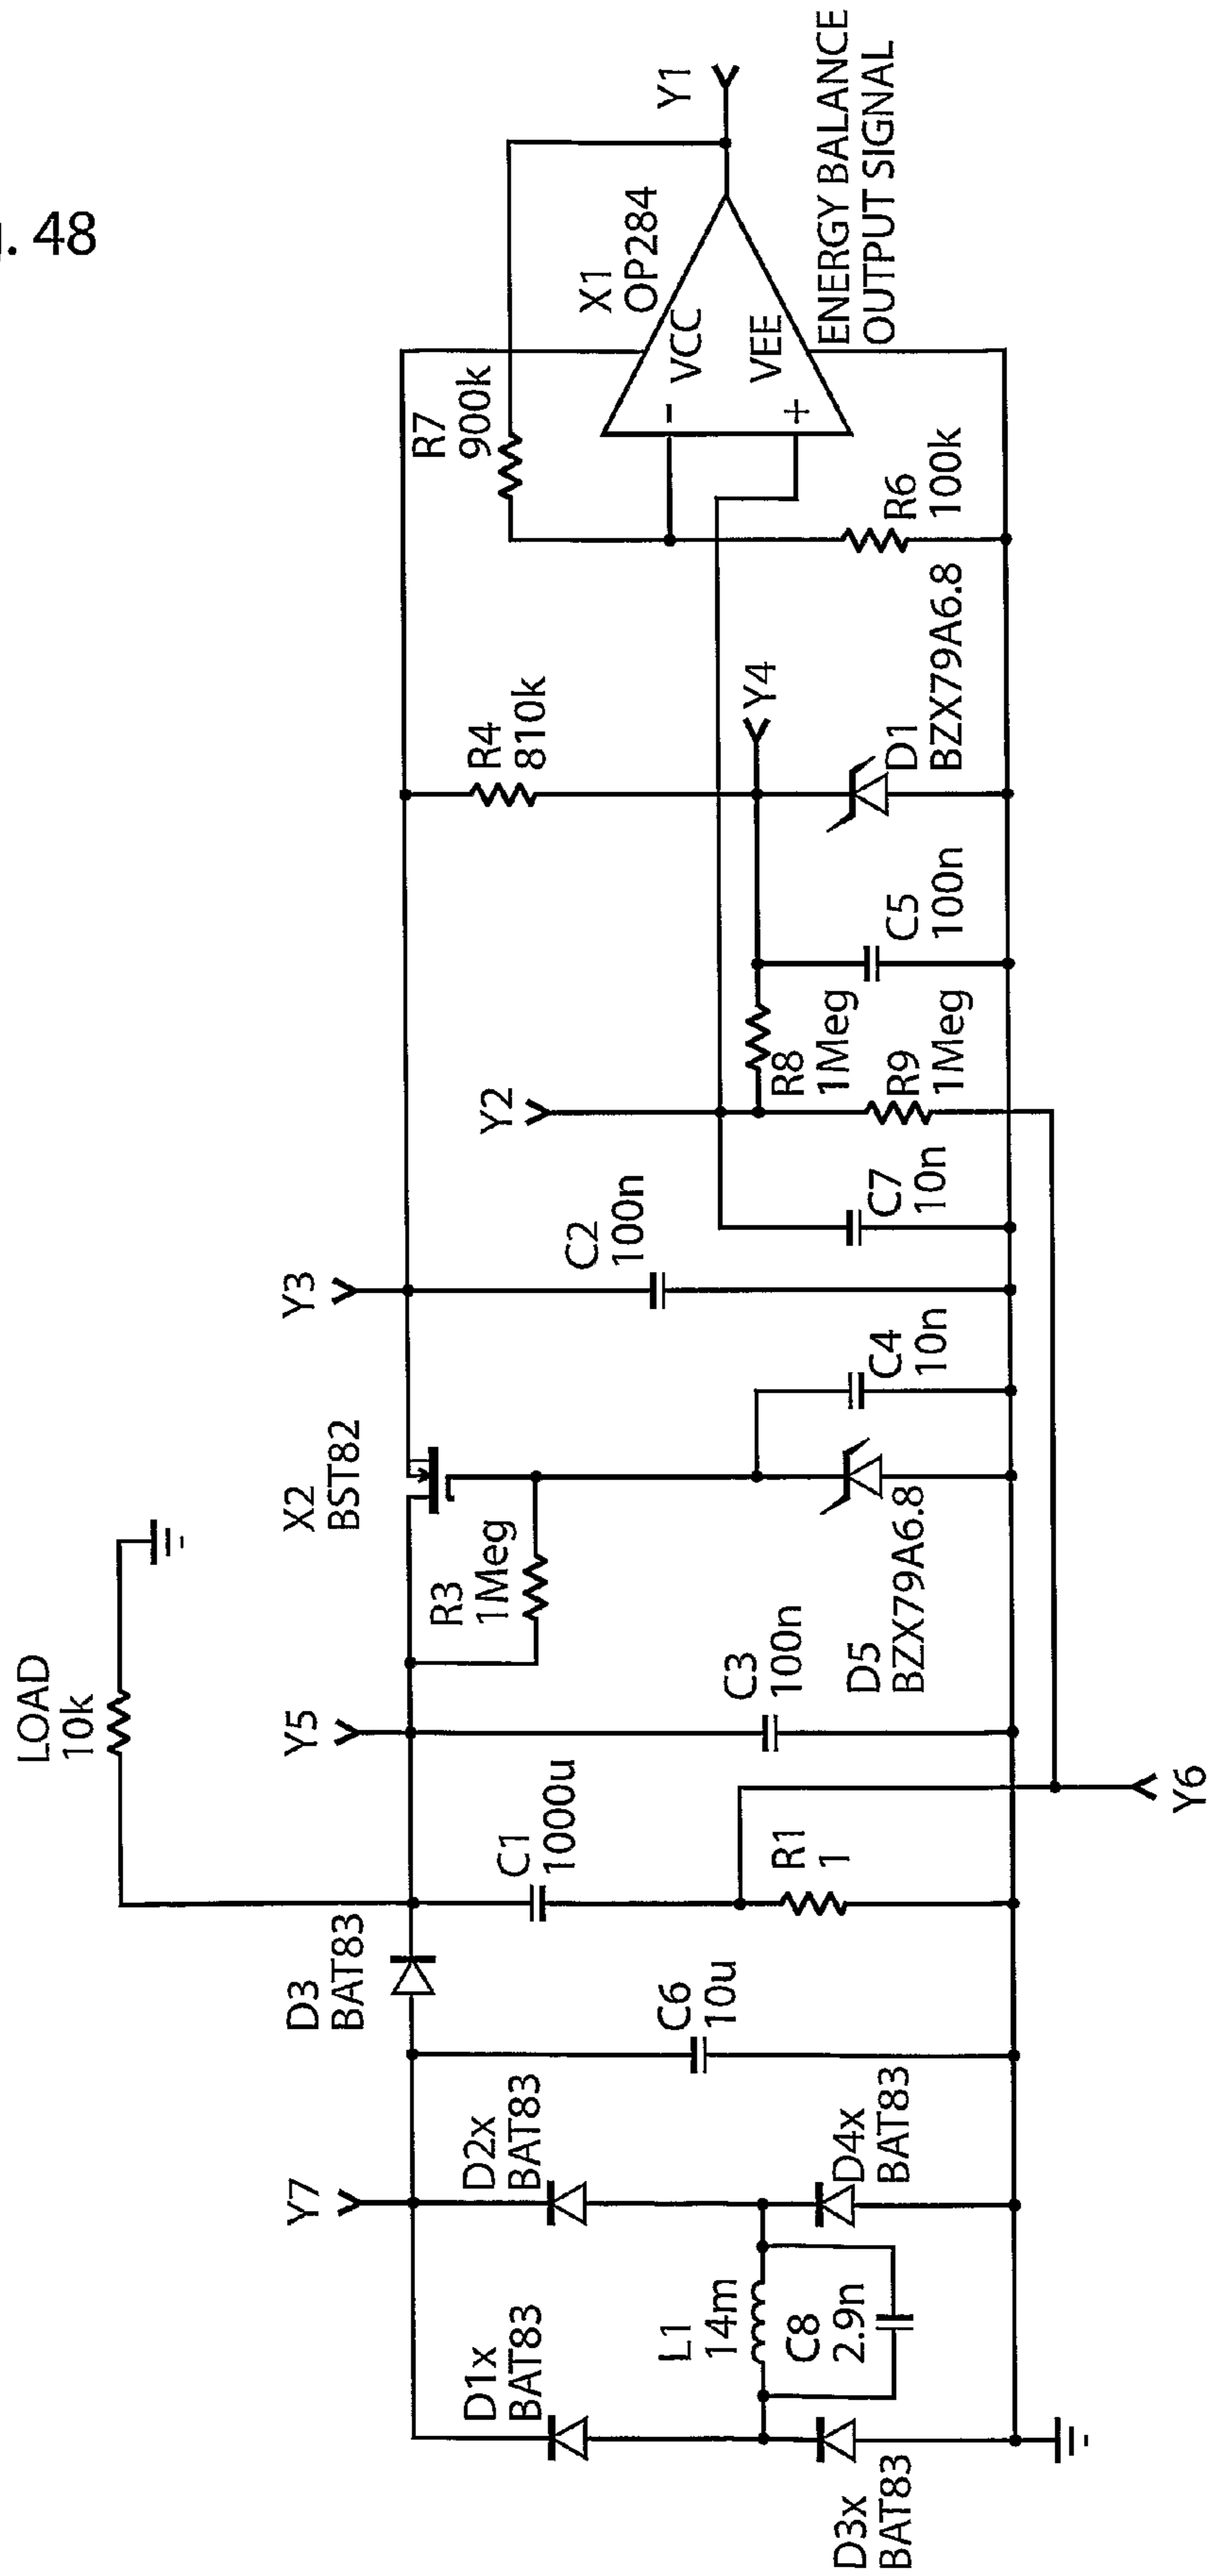 . 48
LOAD
10k
Y7
D3
BAT83
Y5
X2
BST82
Y3
D1x
BAT83
D2x
BAT83
C1
1000u
R3
1Meg
C2
100n
Y2
R4
810k
R7
900k
X1
OP284
Y1
L1
14m
C6
10u
C3
100n
VCC
VEE
-
+
C8
2.9n
R1
1
R8
1Meg
Y4
D3x
BAT83
D4x
BAT83
D5
BZX79A6.8
C4
10n
C7
10n
R9
1Meg
C5
100n
D1
BZX79A6.8
R6
100k
ENERGY BALANCE
OUTPUT SIGNAL
Y6